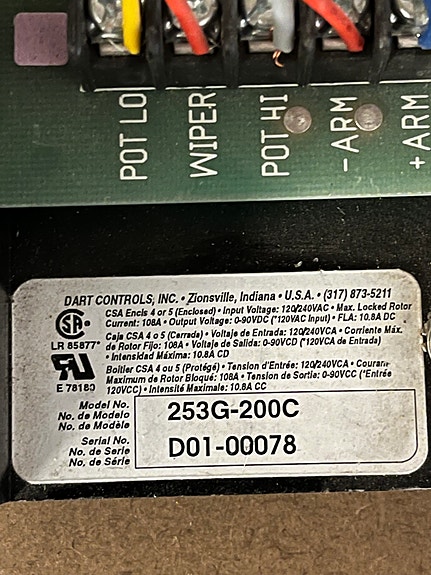 POT LO
WIPER
POT HI
-ARM
+ARM
DART CONTROLS, INC. • Zionsville, Indiana • U.S.A. • (317) 873-5211
CSA Encls 4 or 5 (Enclosed) • Input Voltage: 120/240VAC • Max. Locked Rotor
Current: 108A • Output Voltage: 0-90VDC (*120VAC Input) • FLA: 10.8A DC
Caja CSA 4 o 5 (Cerrada) • Voltaje de Entrada: 120/240VCA • Corriente Máx.
de Rotor Fijo: 108A • Voltaje de Salida: 0-90VCD (*120VCA de Entrada)
• Intensidad Máxima: 10.8A CD
Boîtier CSA 4 ou 5 (Protégé) • Tension d'Entrée: 120/240VCA • Courant
Maximum de Rotor Bloqué: 108A • Tension de Sortie: 0-90VCC (*Entrée
120VCC) • Intensité Maximale: 10.8A CC
SA
LR 85877
E 78180
Model No.
No. de Modelo
No. de Modèle
253G-200C
Serial No.
No. de Serie
No. de Série
D01-00078